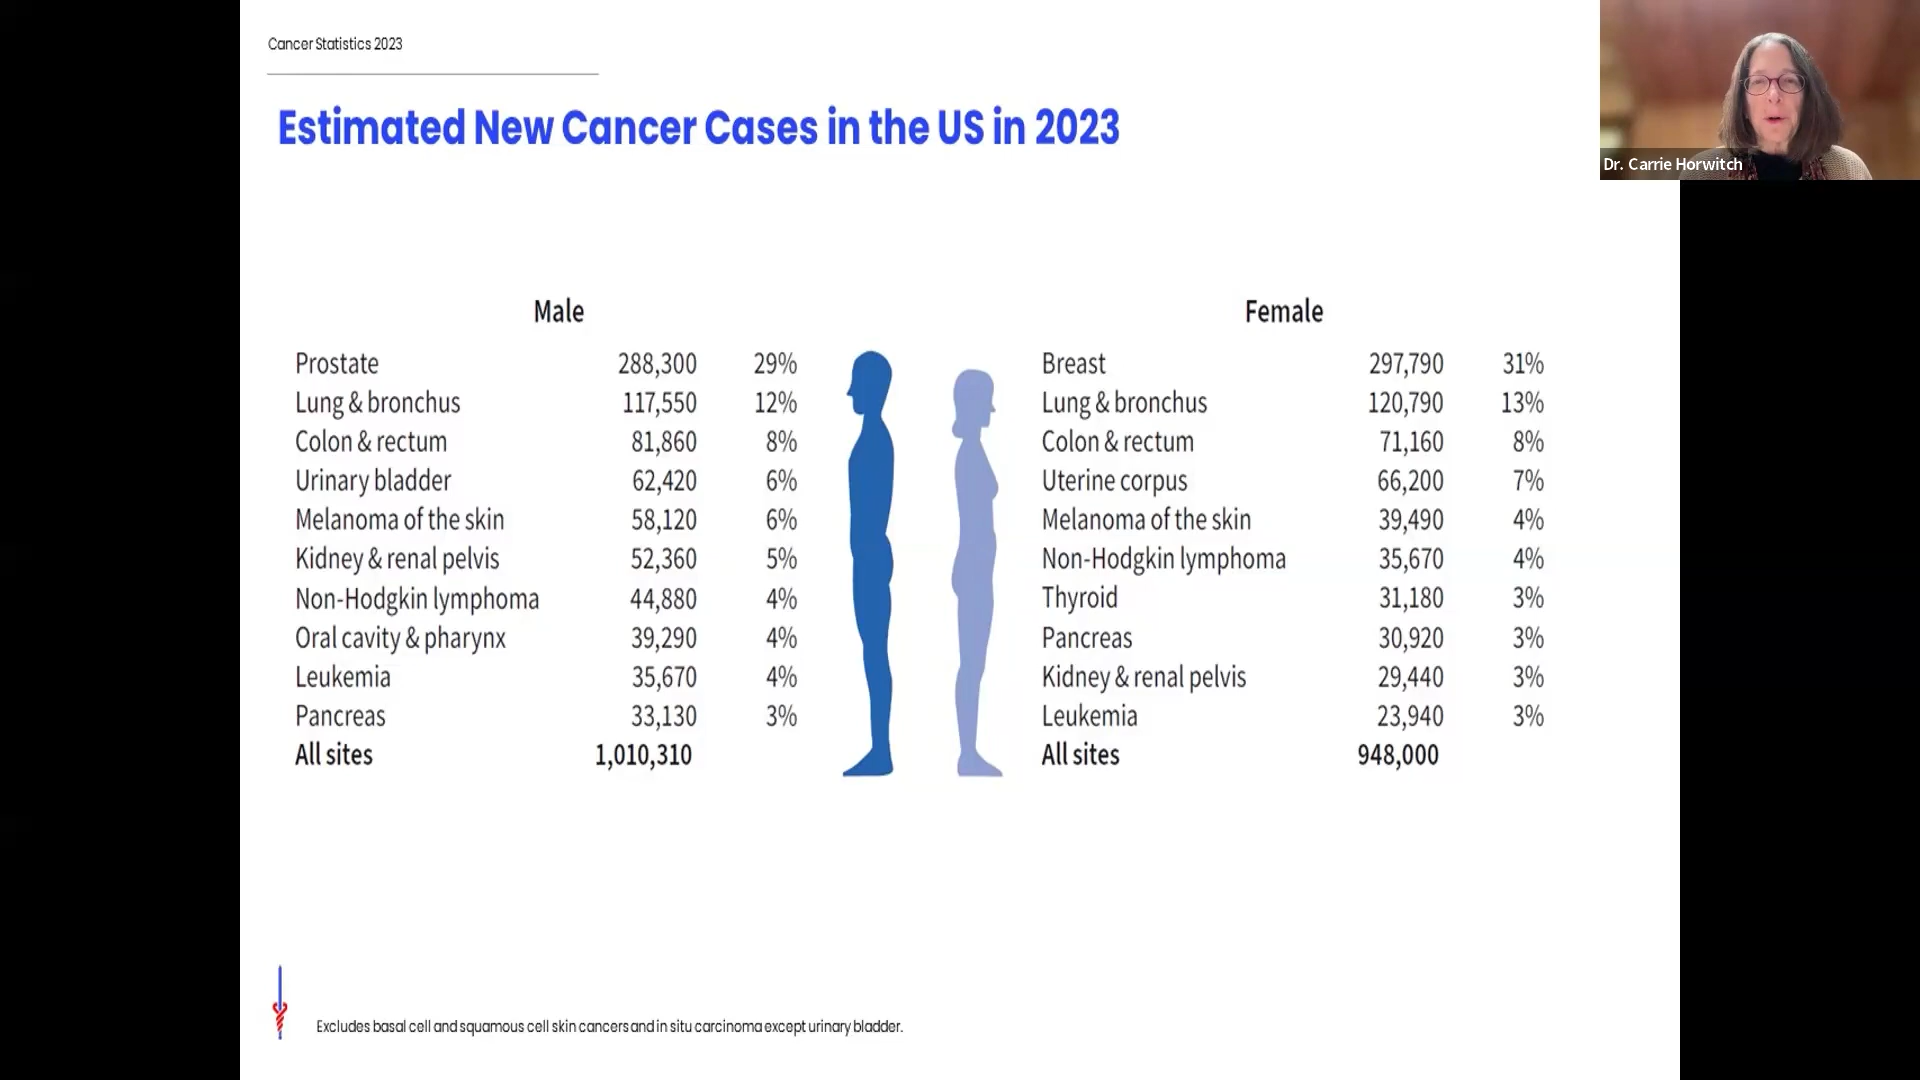 Cancer Statistics 2023
Estimated New Cancer Cases in the US in 2023
Dr. Carrie Horwitch
Male
Prostate 288,300 29%
Lung & bronchus 117,550 12%
Colon & rectum 81,860 8%
Urinary bladder 62,420 6%
Melanoma of the skin 58,120 6%
Kidney & renal pelvis 52,360 5%
Non-Hodgkin lymphoma 44,880 4%
Oral cavity & pharynx 39,290 4%
Leukemia 35,670 4%
Pancreas 33,130 3%
All sites 1,010,310
Female
Breast 297,790 31%
Lung & bronchus 120,790 13%
Colon & rectum 71,160 8%
Uterine corpus 66,200 7%
Melanoma of the skin 39,490 4%
Non-Hodgkin lymphoma 35,670 4%
Thyroid 31,180 3%
Pancreas 30,920 3%
Kidney & renal pelvis 29,440 3%
Leukemia 23,940 3%
All sites 948,000
Excludes basal cell and squamous cell skin cancers and in situ carcinoma except urinary bladder.